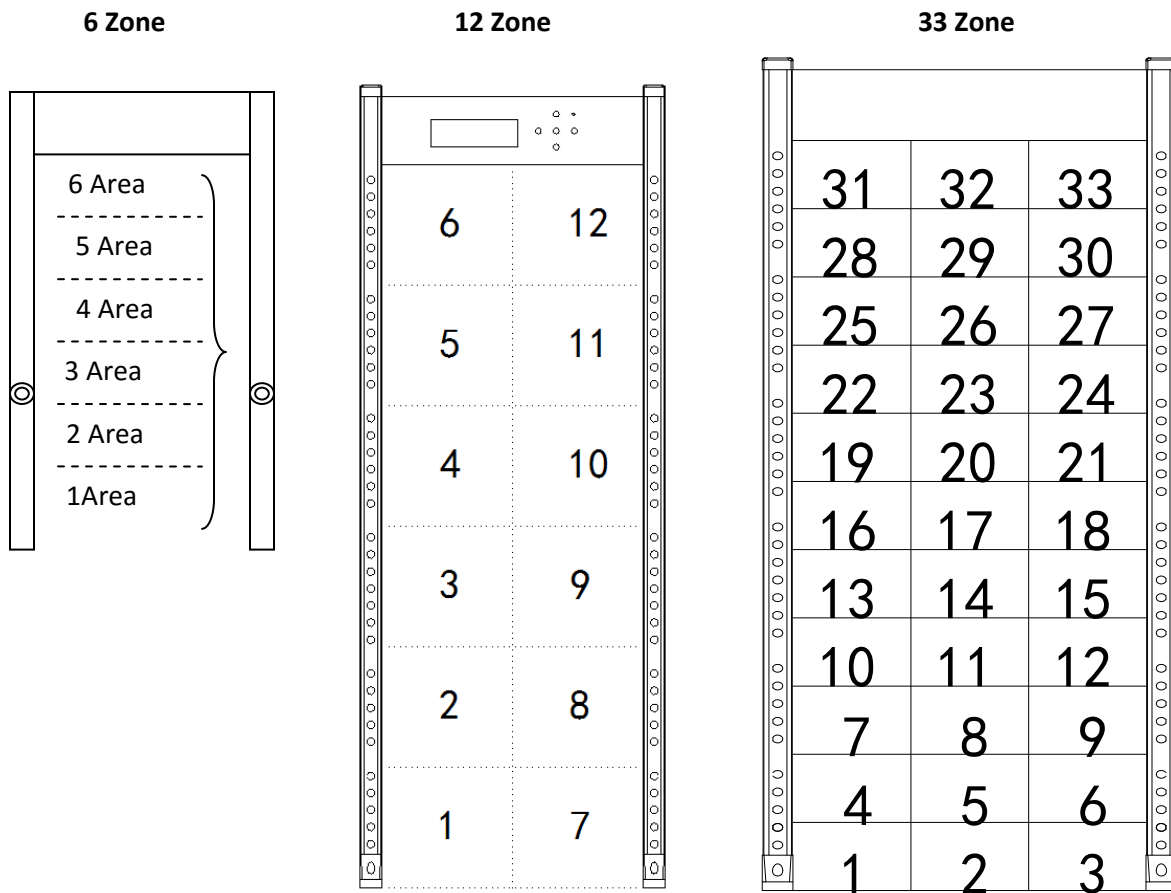 6 Zone
12 Zone
33 Zone
6 Area
5 Area
4 Area
3 Area
2 Area
1Area
6 12
5 11
4 10
3 9
2 8
1 7
31 32 33
28 29 30
25 26 27
22 23 24
19 20 21
16 17 18
13 14 15
10 11 12
7 8 9
4 5 6
1 2 3